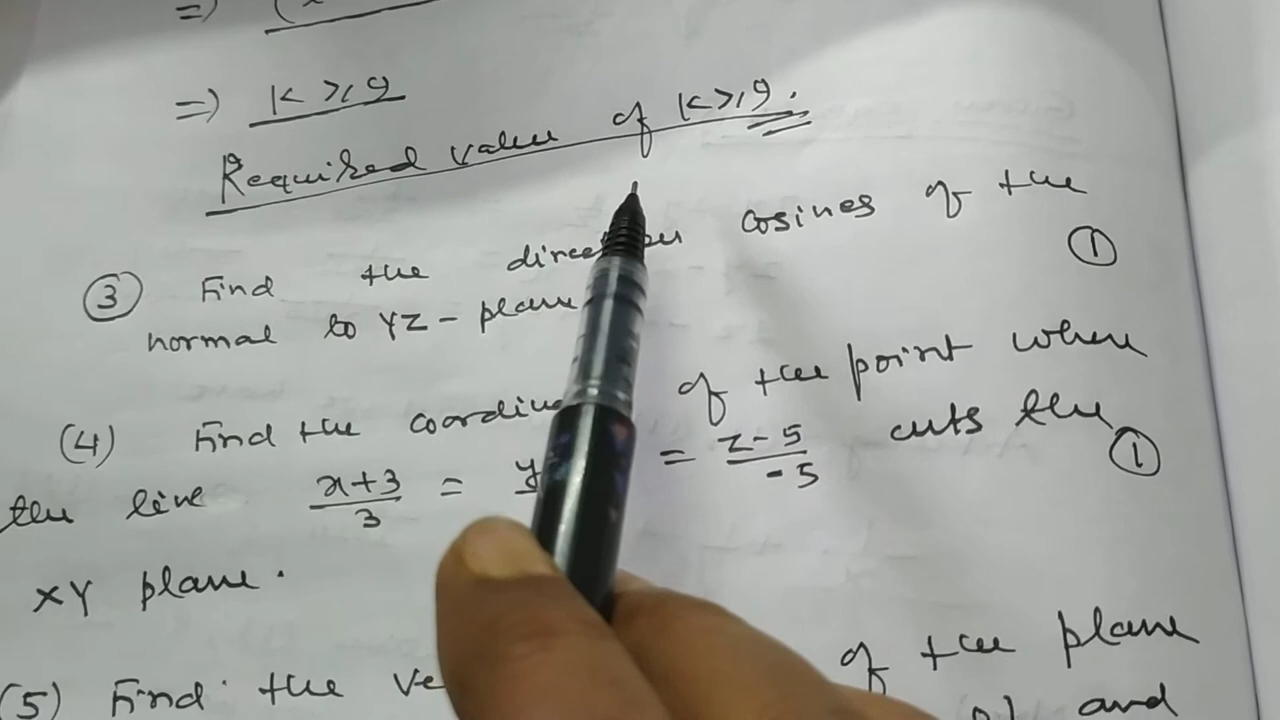 =>
=> K ≥ 9
Required value of K ≥ 9.
(3) Find the direction cosines of the
normal to YZ - plane (1)
(4) Find the of the point where
the line x+3/3 = = z-5/-5 cuts the (1)
XY plane.
(5) Find the of the plane
and